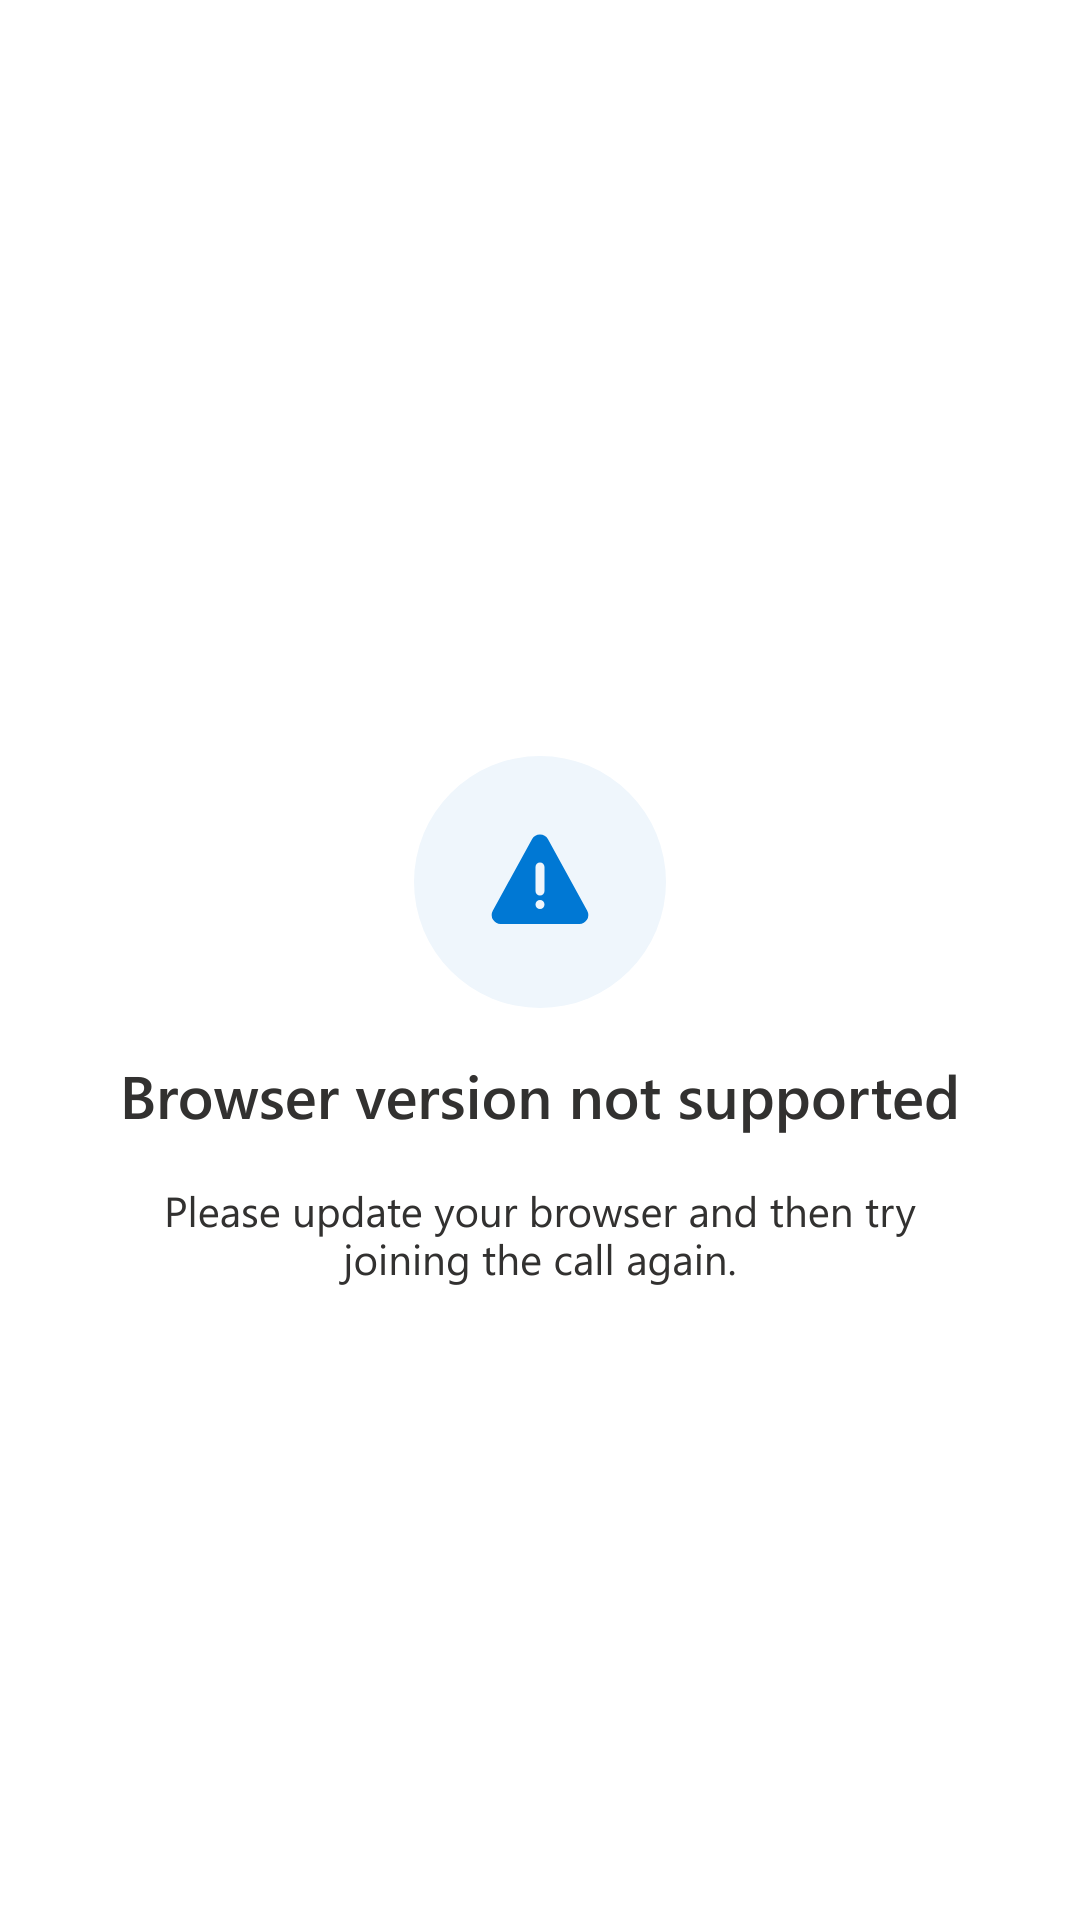 Browser version not supported
Please update your browser and then try
joining the call again.